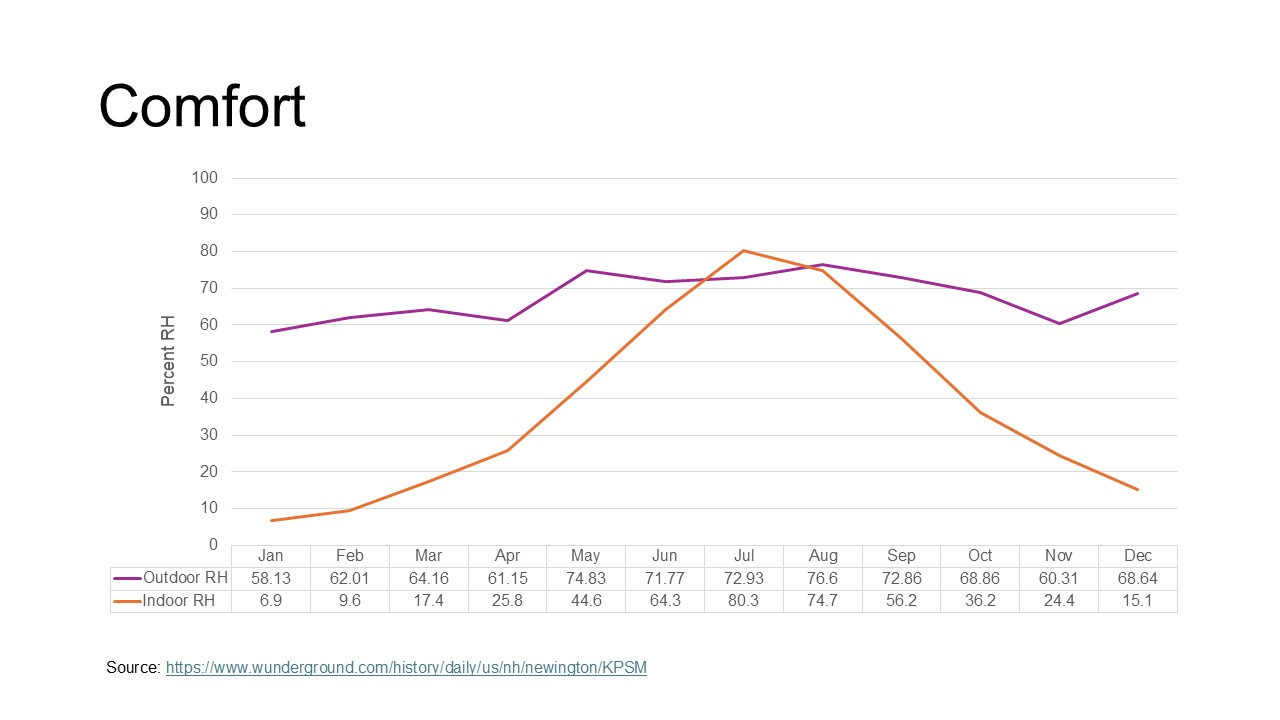 Comfort
100
90
80
70
60
50
40
30
20
10
0
Percent RH
Jan Feb Mar Apr May Jun Jul Aug Sep Oct Nov Dec
Outdoor RH 58.13 62.01 64.16 61.15 74.83 71.77 72.93 76.6 72.86 68.86 60.31 68.64
Indoor RH 6.9 9.6 17.4 25.8 44.6 64.3 80.3 74.7 56.2 36.2 24.4 15.1
Source: https://www.wunderground.com/history/daily/us/nh/newington/KPSM